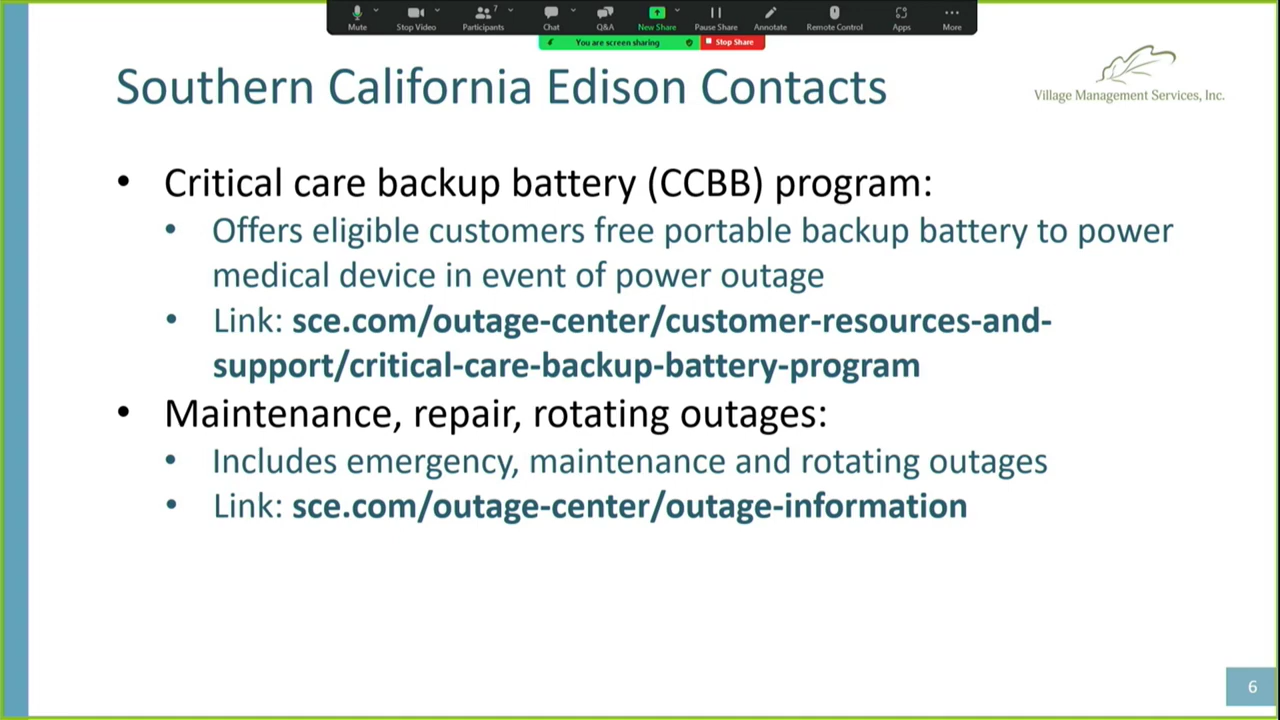 Mute
Stop Video
Participants
7
Chat
Q&A
New Share
Pause Share
Annotate
Remote Control
Apps
More
You are screen sharing
Stop Share
Southern California Edison Contacts
Village Management Services, Inc.
• Critical care backup battery (CCBB) program:
• Offers eligible customers free portable backup battery to power
medical device in event of power outage
• Link: sce.com/outage-center/customer-resources-and-
support/critical-care-backup-battery-program
• Maintenance, repair, rotating outages:
• Includes emergency, maintenance and rotating outages
• Link: sce.com/outage-center/outage-information
6